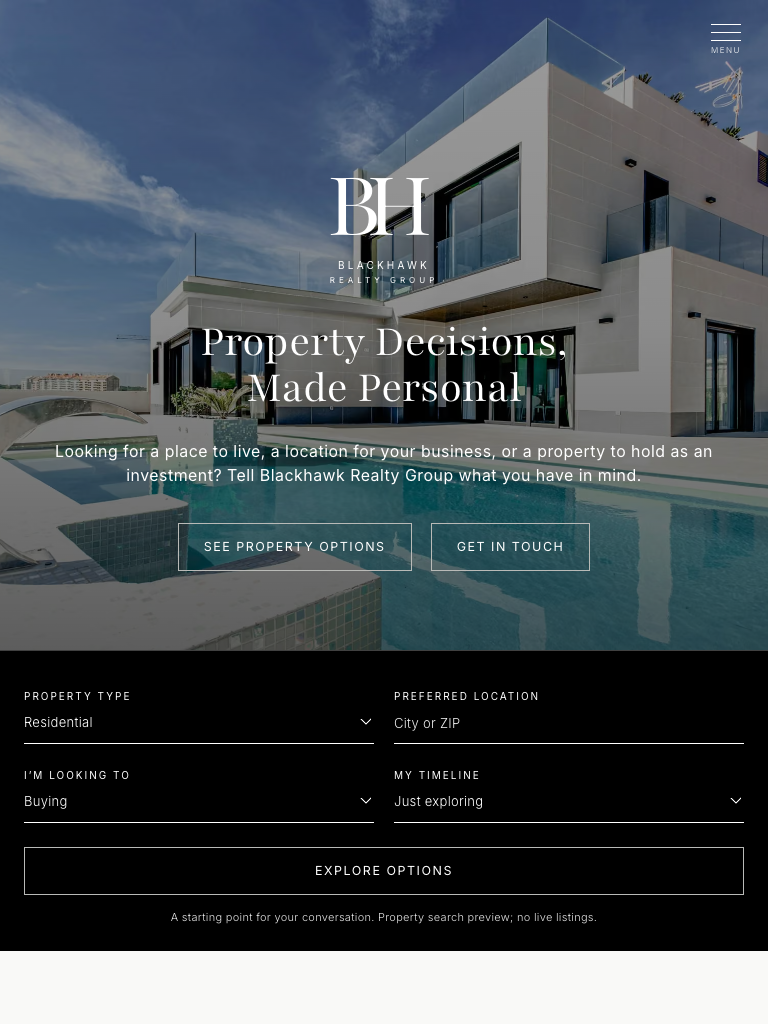 MENU
BH
BLACKHAWK
REALTY GROUP
Property Decisions,
Made Personal
Looking for a place to live, a location for your business, or a property to hold as an
investment? Tell Blackhawk Realty Group what you have in mind.
SEE PROPERTY OPTIONS
GET IN TOUCH
PROPERTY TYPE
Residential
PREFERRED LOCATION
City or ZIP
I'M LOOKING TO
Buying
MY TIMELINE
Just exploring
EXPLORE OPTIONS
A starting point for your conversation. Property search preview; no live listings.